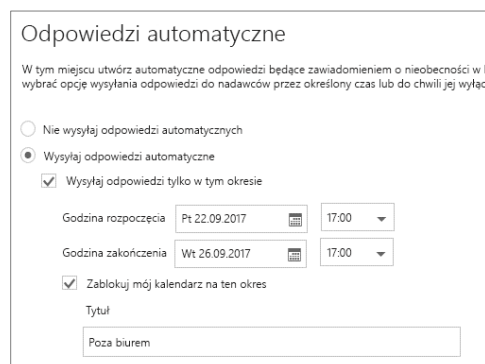 Odpowiedzi automatyczne
W tym miejscu utwórz automatyczne odpowiedzi będące zawiadomieniem o nieobecności w
wybrać opcję wysyłania odpowiedzi do nadawców przez określony czas lub do chwili jej
Nie wysyłaj odpowiedzi automatycznych
Wysyłaj odpowiedzi automatyczne
Wysyłaj odpowiedzi tylko w tym okresie
Godzina rozpoczęcia Pt 22.09.2017 17:00
Godzina zakończenia Wt 26.09.2017 17:00
Zablokuj mój kalendarz na ten okres
Tytuł
Poza biurem